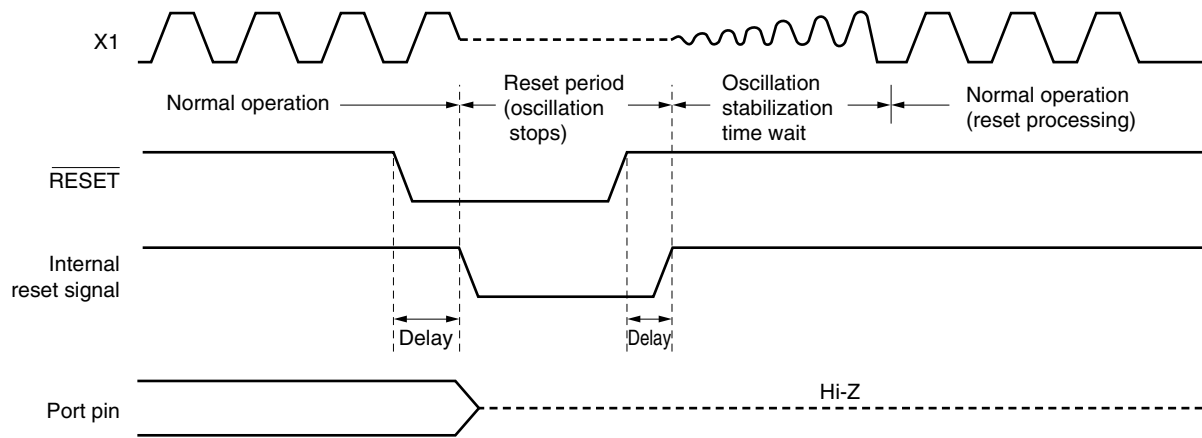 X1
Normal operation
Reset period
(oscillation
stops)
Oscillation
stabilization
time wait
Normal operation
(reset processing)
RESET
Internal
reset signal
Delay
Delay
Port pin
Hi-Z